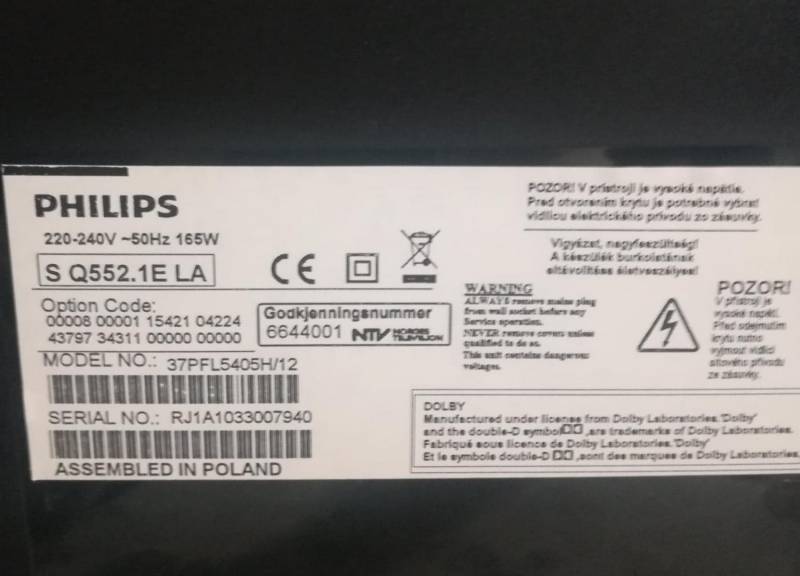 PHILIPS
220-240V ~50Hz 165W
S Q552.1E LA
Option Code:
00008 00001 15421 04224
43797 34311 00000 00000
Godkjenningsnummer
6644001 NTV NORGES TELEVISJON
MODEL NO.: 37PFL5405H/12
SERIAL NO.: RJ1A1033007940
ASSEMBLED IN POLAND
POZOR! V prístroji je vysoké napätie.
Pred otvorením krytu je potrebné vybrať
vidlicu elektrického prívodu zo zásuvky.
Vigyázat, nagyfeszültség!
A készülék burkolatának
eltávolítása életveszélyes!
WARNING
ALWAYS remove mains plug
from wall socket before any
Service operation.
NEVER remove covers unless
qualified to do so.
This unit contains dangerous
voltages.
POZOR!
V přístroji je
vysoké napětí.
Před odejmutím
krytu nutno
vyjmout vidlici
síťového přívodu
ze zásuvky.
DOLBY
Manufactured under license from Dolby Laboratories.'Dolby'
and the double-D symbol ,are trademarks of Dolby Laboratories.
Fabriqué sous licence de Dolby Laboratories.'Dolby'
Et le symbole double-D ,sont des marques de Dolby Laboratories.